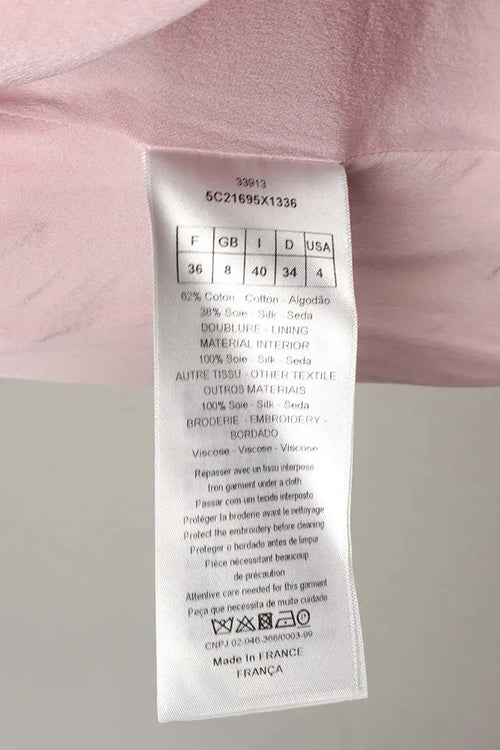 33913
5C21695X1336
F GB I D USA
36 8 40 34 4
62% Coton - Cotton - Algodão
38% Soie - Silk - Seda
DOUBLURE - LINING
MATERIAL INTERIOR
100% Soie - Silk - Seda
AUTRE TISSU - OTHER TEXTILE
OUTROS MATERIAIS
100% Soie - Silk - Seda
BRODERIE - EMBROIDERY -
BORDADO
Viscose - Viscose - Viscose
Repasser avec un tissu interposé
Iron garment under a cloth
Passar com um tecido interposto
Protéger la broderie avant le nettoyage
Protect the embroidery before cleaning
Proteger o bordado antes de limpar
Pièce nécessitant beaucoup
de précaution
Attentive care needed for this garment
Peça que necessita de muito cuidado
CNPJ 02-046-366/0003-99
Made in FRANCE
FRANÇA